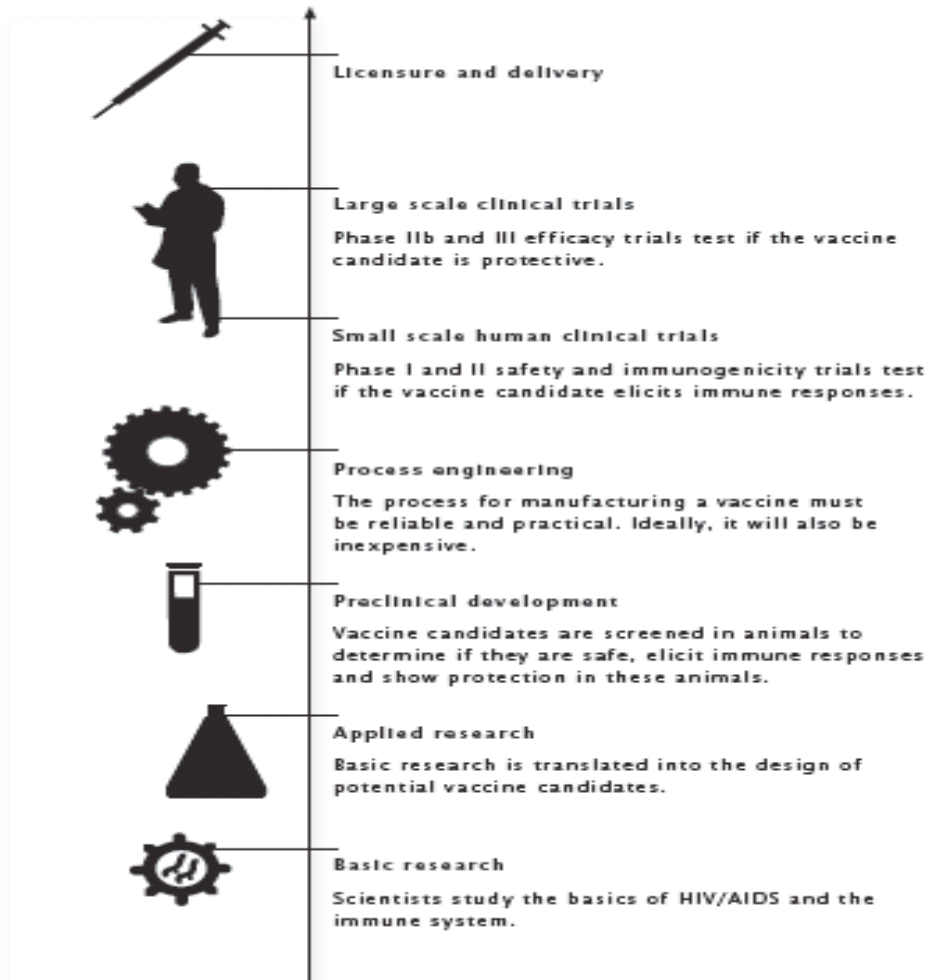 Licensure and delivery
Large scale clinical trials
Phase IIb and III efficacy trials test if the vaccine
candidate is protective.
Small scale human clinical trials
Phase I and II safety and immunogenicity trials test
if the vaccine candidate elicits immune responses.
Process engineering
The process for manufacturing a vaccine must
be reliable and practical. Ideally, it will also be
inexpensive.
Preclinical development
Vaccine candidates are screened in animals to
determine if they are safe, elicit immune responses
and show protection in these animals.
Applied research
Basic research is translated into the design of
potential vaccine candidates.
Basic research
Scientists study the basics of HIV/AIDS and the
immune system.